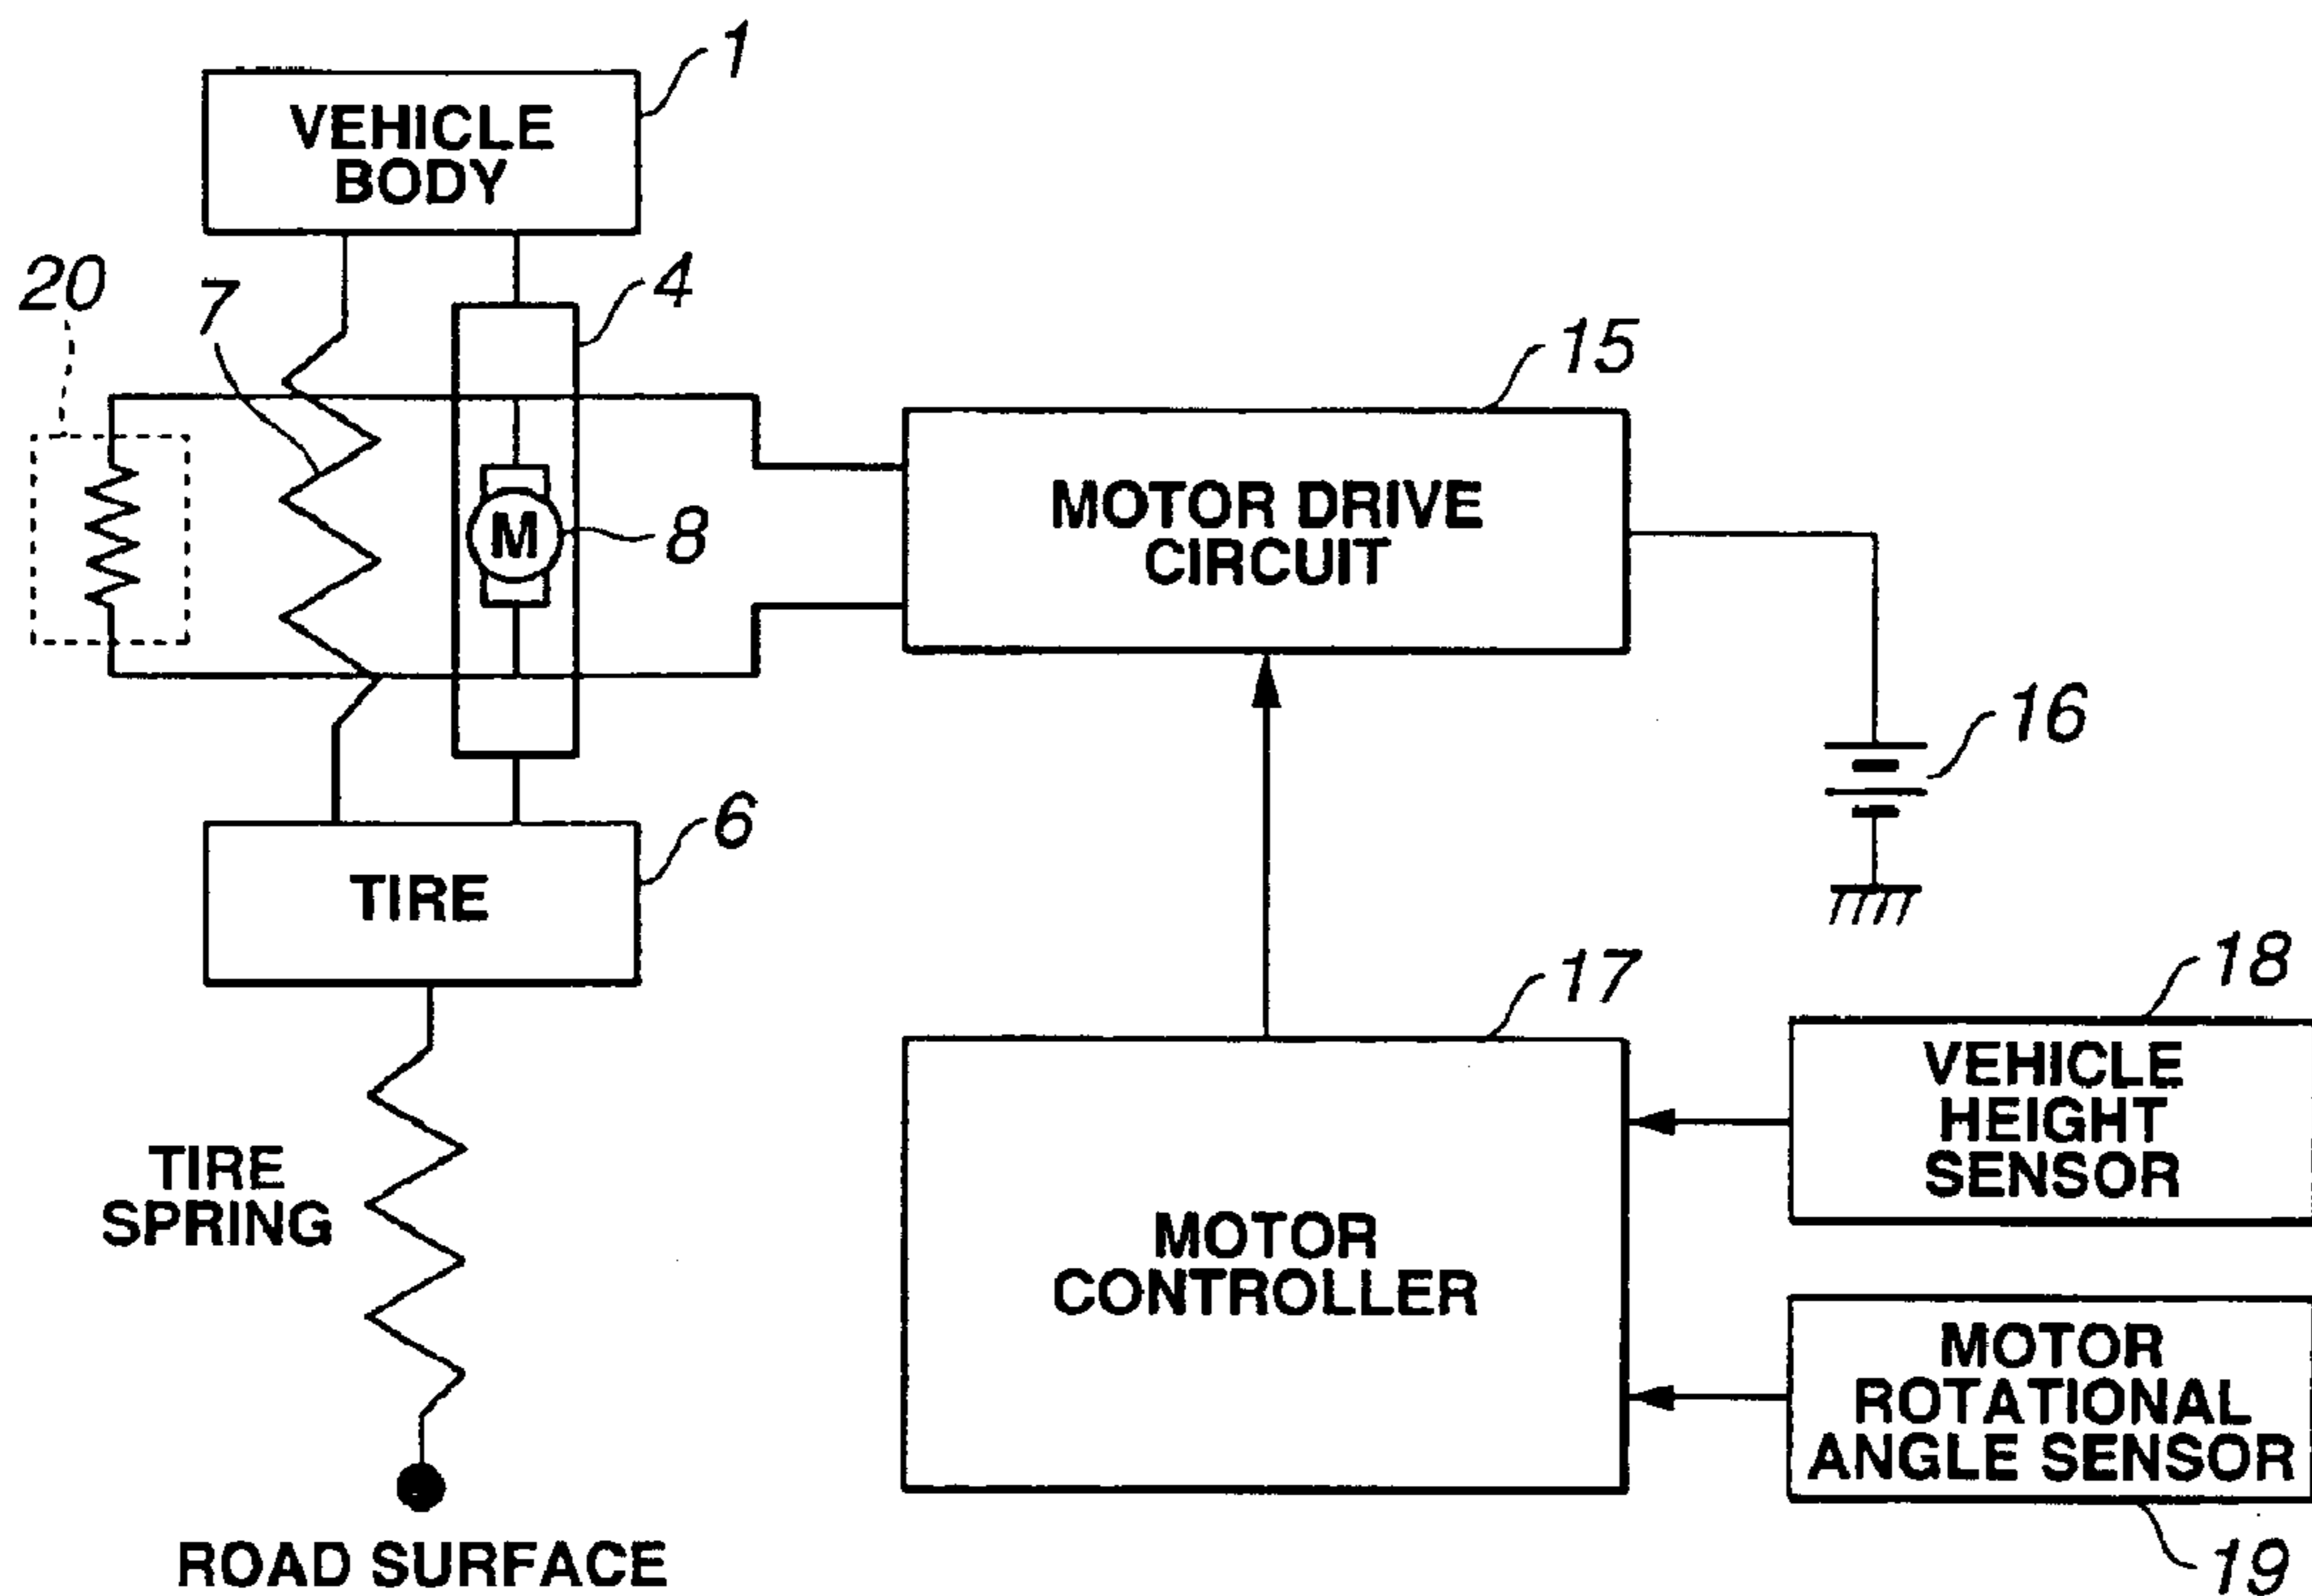 1
VEHICLE
BODY
20
7
4
15
M
8
MOTOR DRIVE
CIRCUIT
16
6
TIRE
17
18
VEHICLE
HEIGHT
SENSOR
TIRE
SPRING
MOTOR
CONTROLLER
MOTOR
ROTATIONAL
ANGLE SENSOR
19
ROAD SURFACE